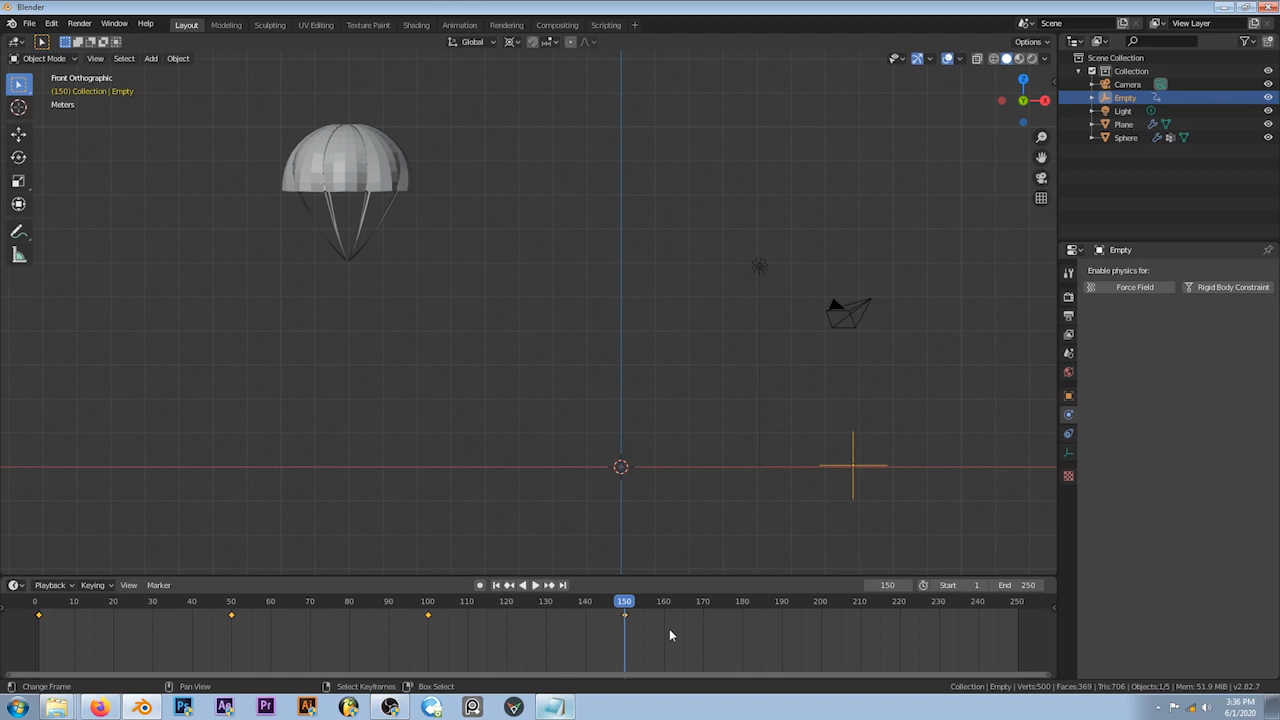 Blender
File Edit Render Window Help Layout Modeling Sculpting UV Editing Texture Paint Shading Animation Rendering Compositing Scripting + Scene View Layer
Global Options
Object Mode View Select Add Object
Front Orthographic
(150) Collection | Empty
Meters
Z
Y
X
Scene Collection
Collection
Camera
Empty
Light
Plane
Sphere
Empty
Enable physics for:
Force Field Rigid Body Constraint
Playback Keying View Marker 150 Start 1 End 250
0 10 20 30 40 50 60 70 80 90 100 110 120 130 140 150 160 170 180 190 200 210 220 230 240 250
Change Frame Pan View Select Keyframes Box Select Collection | Empty | Verts:500 | Faces:369 | Tris:706 | Objects:1/5 | Mem: 51.9 MiB | v2.82.7
Ps Ae Pr Ai
3:36 PM
6/1/2020